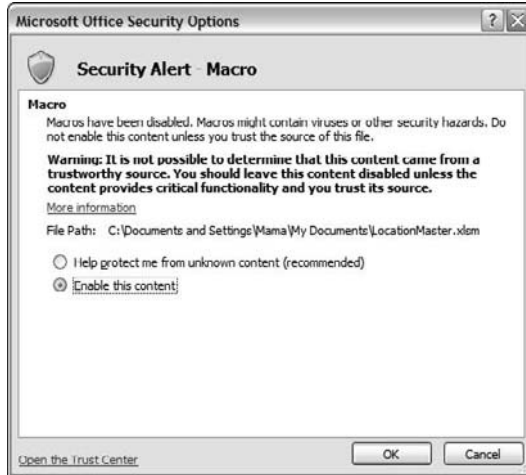 Microsoft Office Security Options
Security Alert - Macro
Macro
Macros have been disabled. Macros might contain viruses or other security hazards. Do
not enable this content unless you trust the source of this file.
Warning: It is not possible to determine that this content came from a
trustworthy source. You should leave this content disabled unless the
content provides critical functionality and you trust its source.
More information
File Path: C:\Documents and Settings\Mama\My Documents\LocationMaster.xlsm
Help protect me from unknown content (recommended)
Enable this content
Open the Trust Center
OK
Cancel